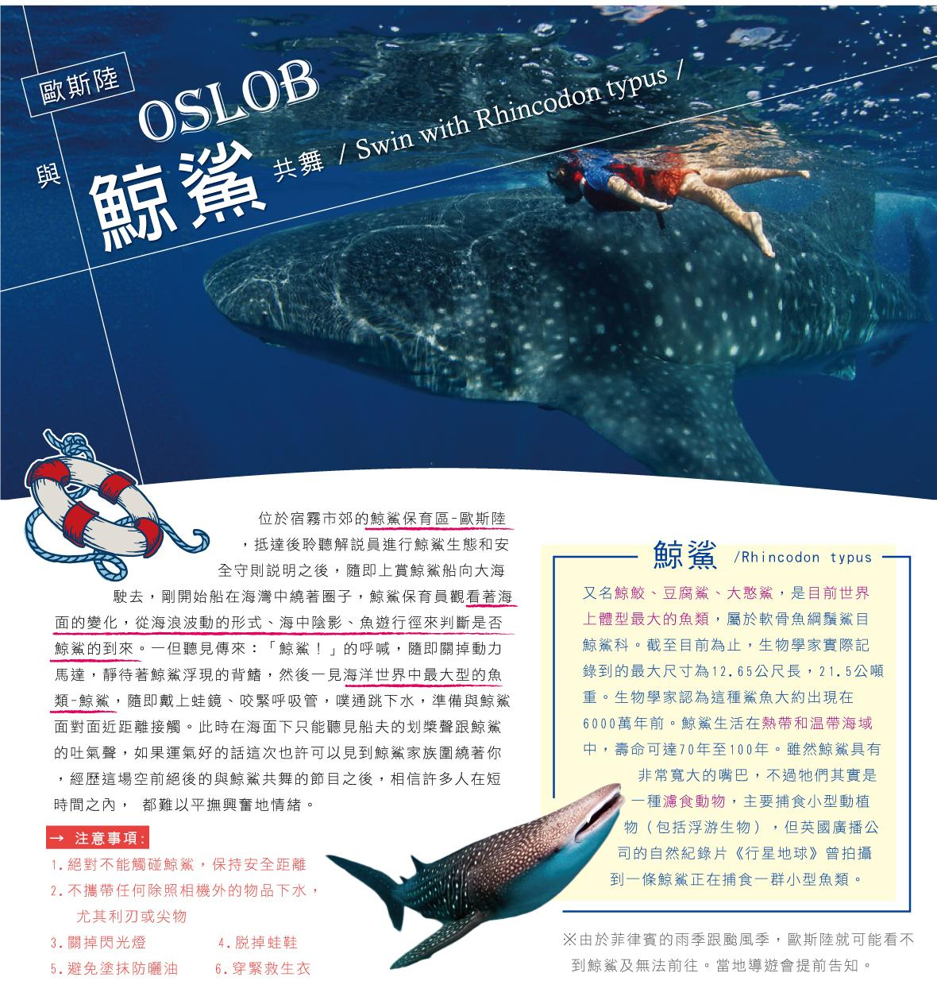 歐斯陸
OSLOB
與
鯨鯊 共舞 / Swin with Rhincodon typus /
位於宿霧市郊的鯨鯊保育區-歐斯陸
，抵達後聆聽解說員進行鯨鯊生態和安
全守則說明之後，隨即上賞鯨鯊船向大海
駛去，剛開始船在海灣中繞著圈子，鯨鯊保育員觀看著海
面的變化，從海浪波動的形式、海中陰影、魚遊行徑來判斷是否
鯨鯊的到來。一但聽見傳來：「鯨鯊！」的呼喊，隨即關掉動力
馬達，靜待著鯨鯊浮現的背鰭，然後一見海洋世界中最大型的魚
類-鯨鯊，隨即戴上蛙鏡、咬緊呼吸管，噗通跳下水，準備與鯨鯊
面對面近距離接觸。此時在海面下只能聽見船夫的划槳聲跟鯨鯊
的吐氣聲，如果運氣好的話這次也許可以見到鯨鯊家族圍繞著你
，經歷這場空前絕後的與鯨鯊共舞的節目之後，相信許多人在短
時間之內， 都難以平撫興奮地情緒。
→ 注意事項:
1.絕對不能觸碰鯨鯊，保持安全距離
2.不攜帶任何除照相機外的物品下水，
尤其利刃或尖物
3.關掉閃光燈 4.脱掉蛙鞋
5.避免塗抹防曬油 6.穿緊救生衣
鯨鯊 /Rhincodon typus
又名鯨鮫、豆腐鯊、大憨鯊，是目前世界
上體型最大的魚類，屬於軟骨魚綱鬚鯊目
鯨鯊科。截至目前為止，生物學家實際記
錄到的最大尺寸為12.65公尺長，21.5公噸
重。生物學家認為這種鯊魚大約出現在
6000萬年前。鯨鯊生活在熱帶和温帶海域
中，壽命可達70年至100年。雖然鯨鯊具有
非常寬大的嘴巴，不過牠們其實是
一種濾食動物，主要捕食小型動植
物（包括浮游生物），但英國廣播公
司的自然紀錄片《行星地球》曾拍攝
到一條鯨鯊正在捕食一群小型魚類。
※由於菲律賓的雨季跟颱風季，歐斯陸就可能看不
到鯨鯊及無法前往。當地導遊會提前告知。